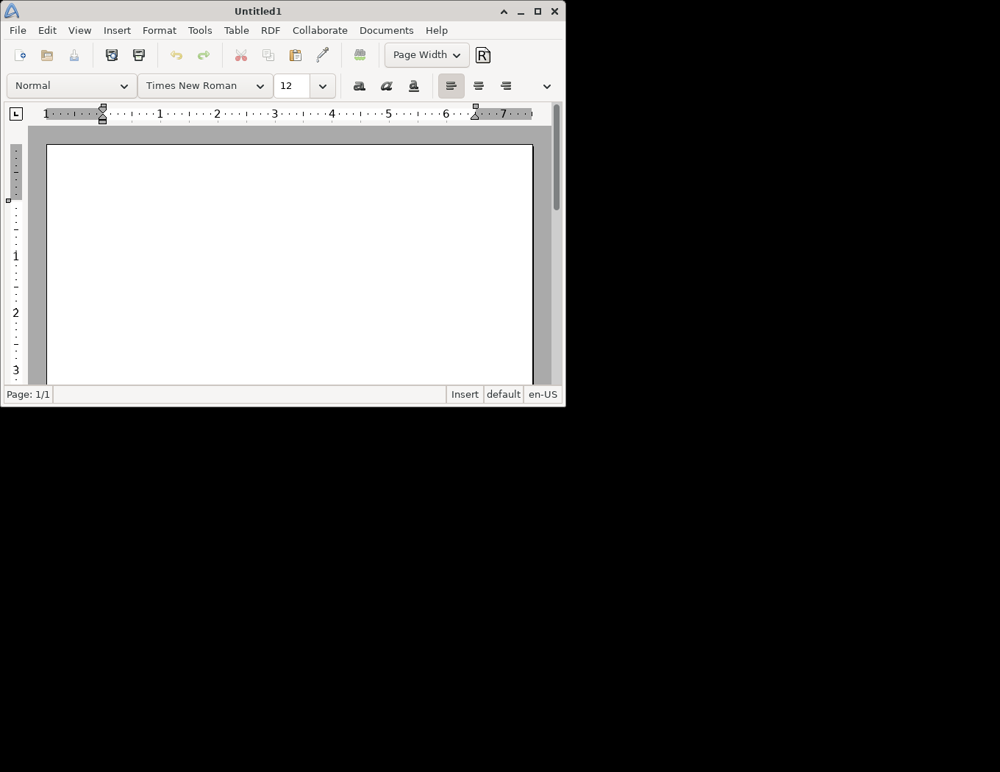 Untitled1
File Edit View Insert Format Tools Table RDF Collaborate Documents Help
Page Width
Normal Times New Roman 12 a a a
1 1 2 3 4 5 6 7
1
2
3
Page: 1/1 Insert default en-US